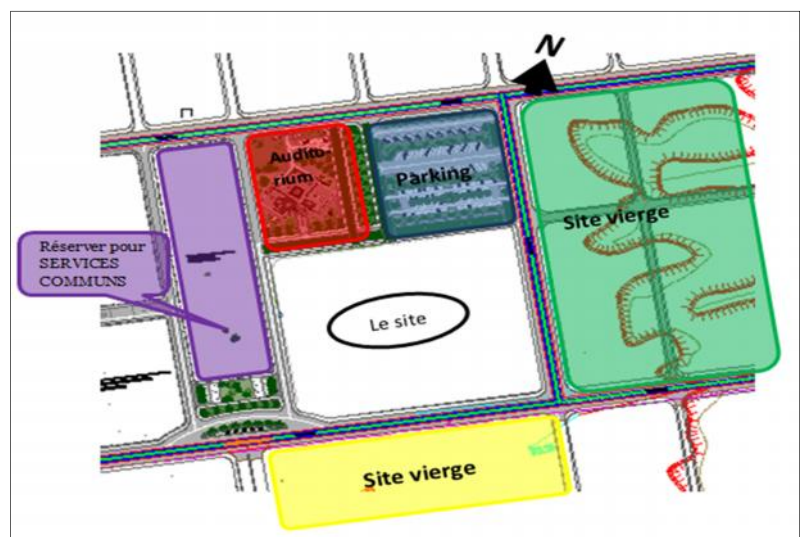 N
Audito-
rium
Parking
Site vierge
Réserver pour
SERVICES
COMMUNS
Le site
Site vierge